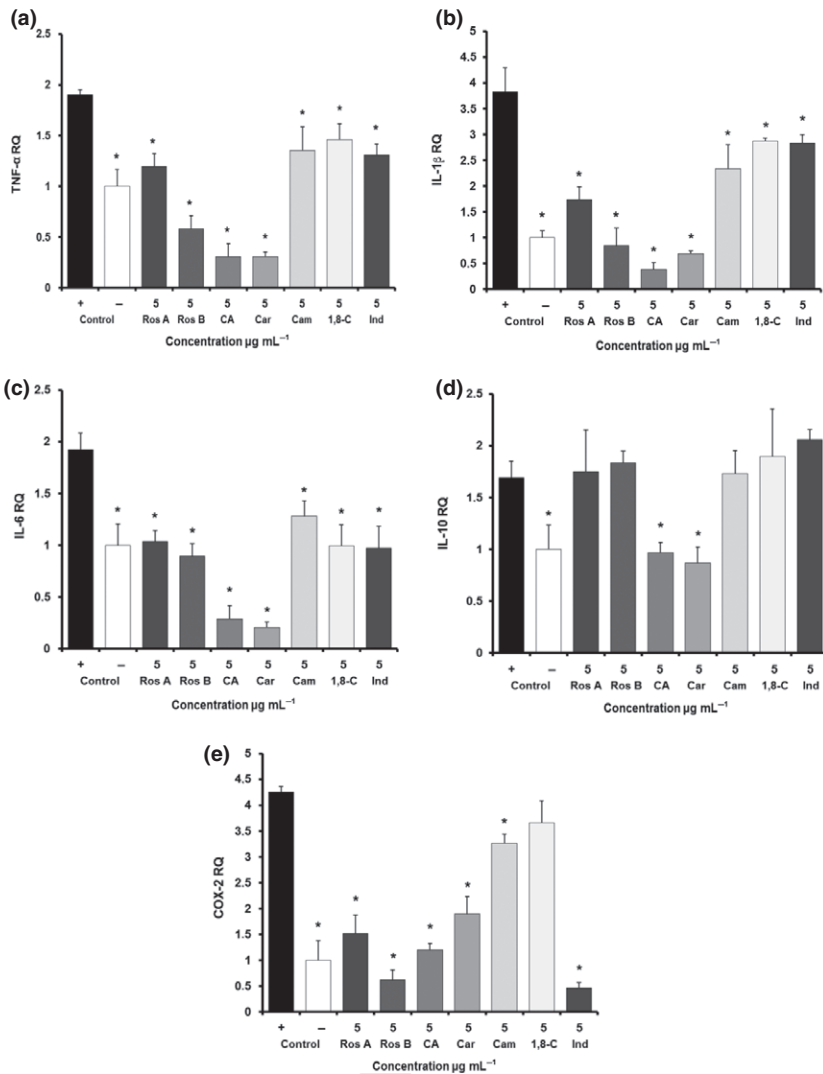 (a)
2.5
2
1.5
1
0.5
0
TNF-α RQ
* * * * * * * *
+ – 5 5 5 5 5 5 5
Control Ros A Ros B CA Car Cam 1,8-C Ind
Concentration µg mL⁻¹
(b)
5
4.5
4
3.5
3
2.5
2
1.5
1
0.5
0
IL-1β RQ
* * * * * * * *
+ – 5 5 5 5 5 5 5
Control Ros A Ros B CA Car Cam 1,8-C Ind
Concentration µg mL⁻¹
(c)
2.5
2
1.5
1
0.5
0
IL-6 RQ
* * * * * * * *
+ – 5 5 5 5 5 5 5
Control Ros A Ros B CA Car Cam 1,8-C Ind
Concentration µg mL⁻¹
(d)
2.5
2
1.5
1
0.5
0
IL-10 RQ
* * *
+ – 5 5 5 5 5 5 5
Control Ros A Ros B CA Car Cam 1,8-C Ind
Concentration µg mL⁻¹
(e)
5
4.5
4
3.5
3
2.5
2
1.5
1
0.5
0
COX-2 RQ
* * * * * * *
+ – 5 5 5 5 5 5 5
Control Ros A Ros B CA Car Cam 1,8-C Ind
Concentration µg mL⁻¹